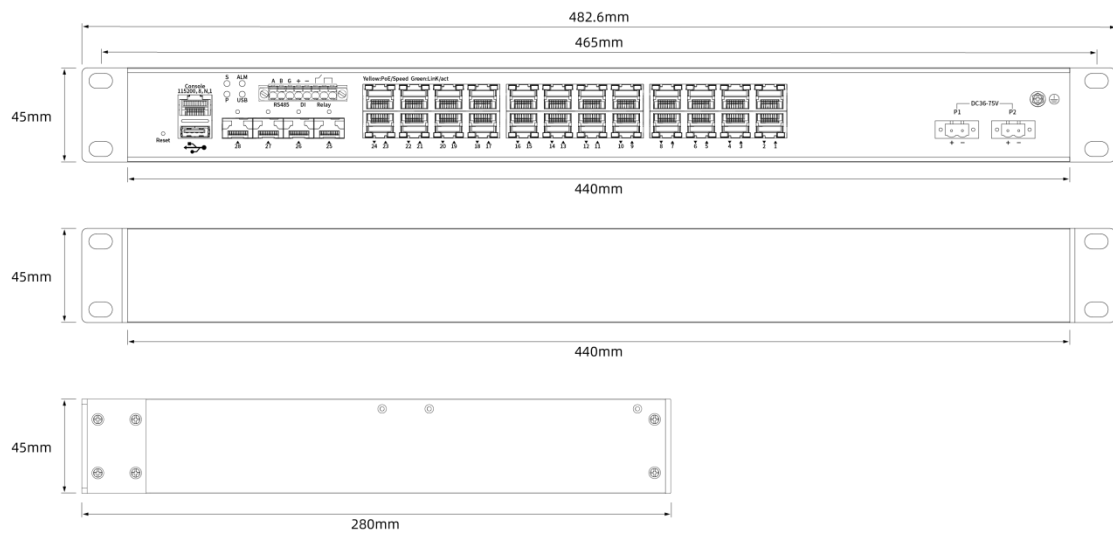 482.6mm
465mm
45mm
Console
115200, 8, N,1
S ALM
P USB
A B G + −
RS485 DI Relay
Yellow:PoE/Speed Green:LinK/act
DC36-75V
P1 P2
+ − + −
Reset
28 27 26 25
24 23 22 21 20 19 18 17 16 15 14 13 12 11 10 9 8 7 6 5 4 3 2 1
440mm
45mm
440mm
45mm
280mm